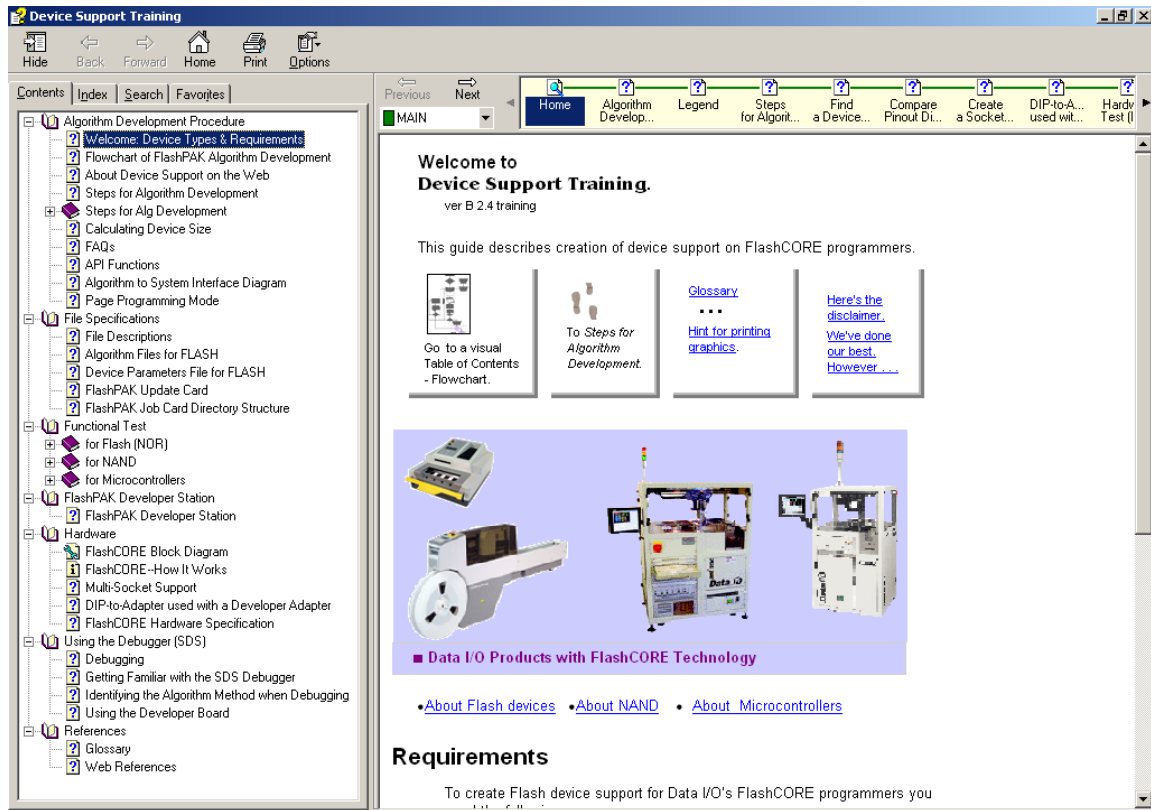 Device Support Training
Hide Back Forward Home Print Options
Contents Index Search Favorites
Algorithm Development Procedure
Welcome: Device Types & Requirements
Flowchart of FlashPAK Algorithm Development
About Device Support on the Web
Steps for Algorithm Development
Steps for Alg Development
Calculating Device Size
FAQs
API Functions
Algorithm to System Interface Diagram
Page Programming Mode
File Specifications
File Descriptions
Algorithm Files for FLASH
Device Parameters File for FLASH
FlashPAK Update Card
FlashPAK Job Card Directory Structure
Functional Test
for Flash (NOR)
for NAND
for Microcontrollers
FlashPAK Developer Station
FlashPAK Developer Station
Hardware
FlashCORE Block Diagram
FlashCORE--How It Works
Multi-Socket Support
DIP-to-Adapter used with a Developer Adapter
FlashCORE Hardware Specification
Using the Debugger (SDS)
Debugging
Getting Familiar with the SDS Debugger
Identifying the Algorithm Method when Debugging
Using the Developer Board
References
Glossary
Web References
Previous Next
MAIN
Home
Algorithm
Develop...
Legend
Steps
for Algorit...
Find
a Device...
Compare
Pinout Di...
Create
a Socket...
DIP-to-A...
used wit...
Hardw
Test (I
Welcome to
Device Support Training.
ver B 2.4 training
This guide describes creation of device support on FlashCORE programmers.
Go to a visual
Table of Contents
- Flowchart.
To Steps for
Algorithm
Development.
Glossary
...
Hint for printing
graphics.
Here's the
disclaimer.
We've done
our best.
However . . .
Data I/O
■ Data I/O Products with FlashCORE Technology
•About Flash devices •About NAND • About Microcontrollers
Requirements
To create Flash device support for Data I/O's FlashCORE programmers you